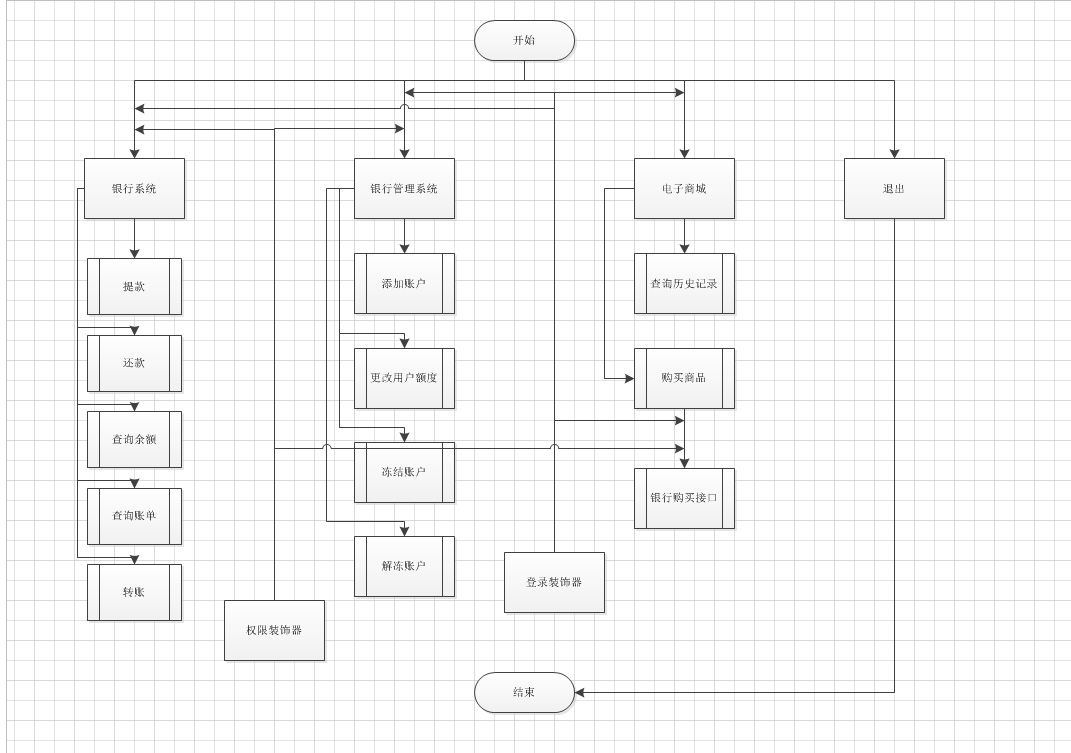 开始
银行系统
银行管理系统
电子商城
退出
提款
添加账户
查询历史记录
还款
更改用户额度
购买商品
查询余额
冻结账户
银行购买接口
查询账单
解冻账户
登录装饰器
转账
权限装饰器
结束